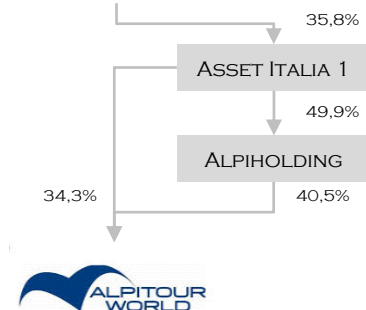 35,8%
ASSET ITALIA 1
49,9%
ALPIHOLDING
34,3%
40,5%
ALPITOUR
WORLD